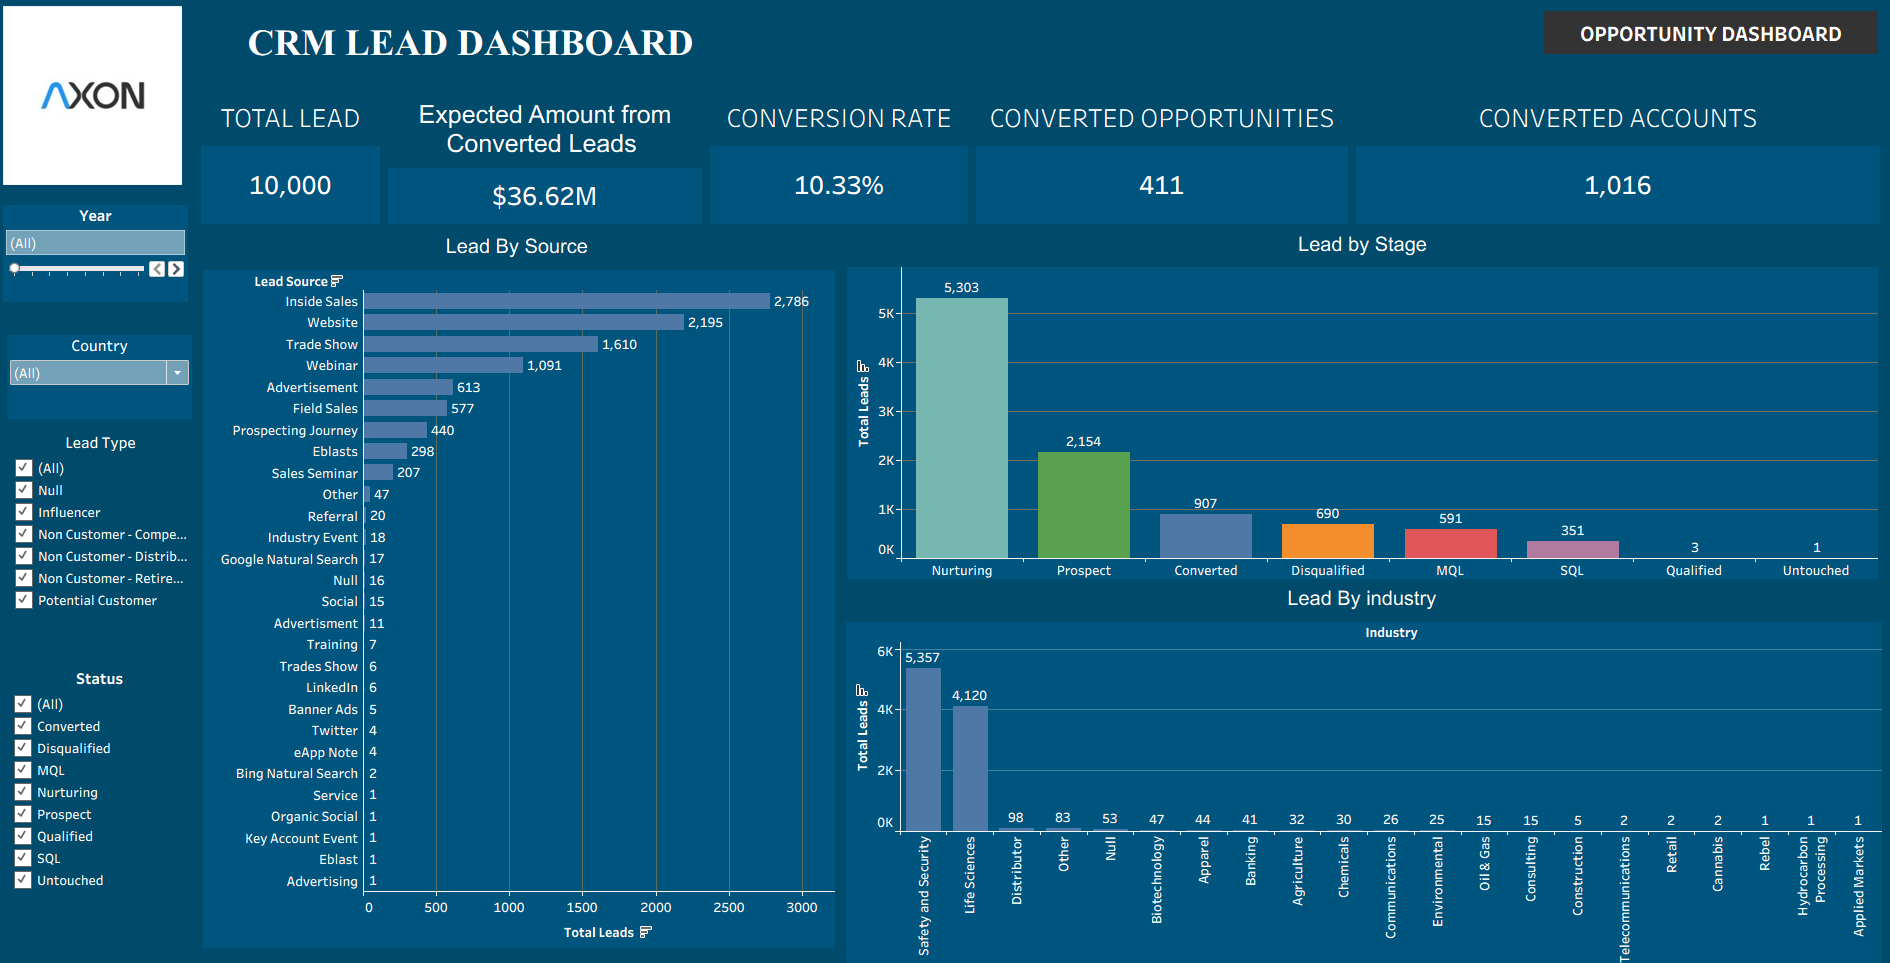 AXON
CRM LEAD DASHBOARD
OPPORTUNITY DASHBOARD
TOTAL LEAD
10,000
Expected Amount from
Converted Leads
$36.62M
CONVERSION RATE
10.33%
CONVERTED OPPORTUNITIES
411
CONVERTED ACCOUNTS
1,016
Year
(All)
Country
(All)
Lead Type
(All)
Null
Influencer
Non Customer - Compe...
Non Customer - Distrib...
Non Customer - Retire...
Potential Customer
Status
(All)
Converted
Disqualified
MQL
Nurturing
Prospect
Qualified
SQL
Untouched
Lead By Source
Lead Source
Inside Sales 2,786
Website 2,195
Trade Show 1,610
Webinar 1,091
Advertisement 613
Field Sales 577
Prospecting Journey 440
Eblasts 298
Sales Seminar 207
Other 47
Referral 20
Industry Event 18
Google Natural Search 17
Null 16
Social 15
Advertisment 11
Training 7
Trades Show 6
LinkedIn 6
Banner Ads 5
Twitter 4
eApp Note 4
Bing Natural Search 2
Service 1
Organic Social 1
Key Account Event 1
Eblast 1
Advertising 1
0 500 1000 1500 2000 2500 3000
Total Leads
Lead by Stage
Total Leads
5K
4K
3K
2K
1K
0K
5,303 2,154 907 690 591 351 3 1
Nurturing Prospect Converted Disqualified MQL SQL Qualified Untouched
Lead By industry
Industry
Total Leads
6K
4K
2K
0K
5,357 4,120 98 83 53 47 44 41 32 30 26 25 15 15 5 2 2 2 1 1 1
Safety and Security
Life Sciences
Distributor
Other
Null
Biotechnology
Apparel
Banking
Agriculture
Chemicals
Communications
Environmental
Oil & Gas
Consulting
Construction
Telecommunications
Retail
Cannabis
Rebel
Hydrocarbon
Processing
Applied Markets